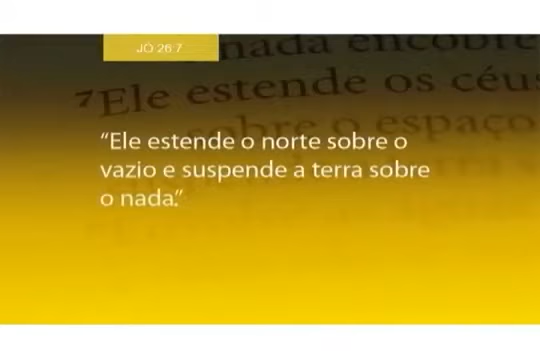 JÓ 26:7
nada encobre
7Ele estende os céus
sobre o espaço
“Ele estende o norte sobre o
vazio e suspende a terra sobre
o nada.”